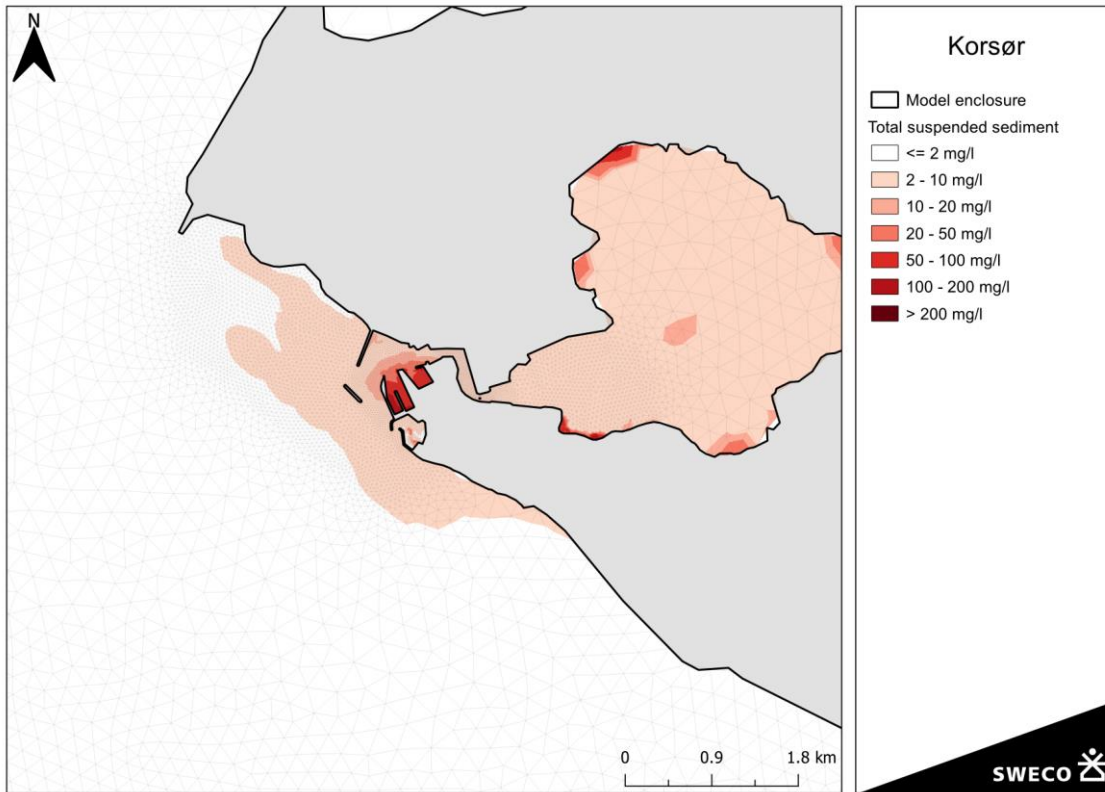 N
Korsør
Model enclosure
Total suspended sediment
<= 2 mg/l
2 - 10 mg/l
10 - 20 mg/l
20 - 50 mg/l
50 - 100 mg/l
100 - 200 mg/l
> 200 mg/l
0 0.9 1.8 km
SWECO